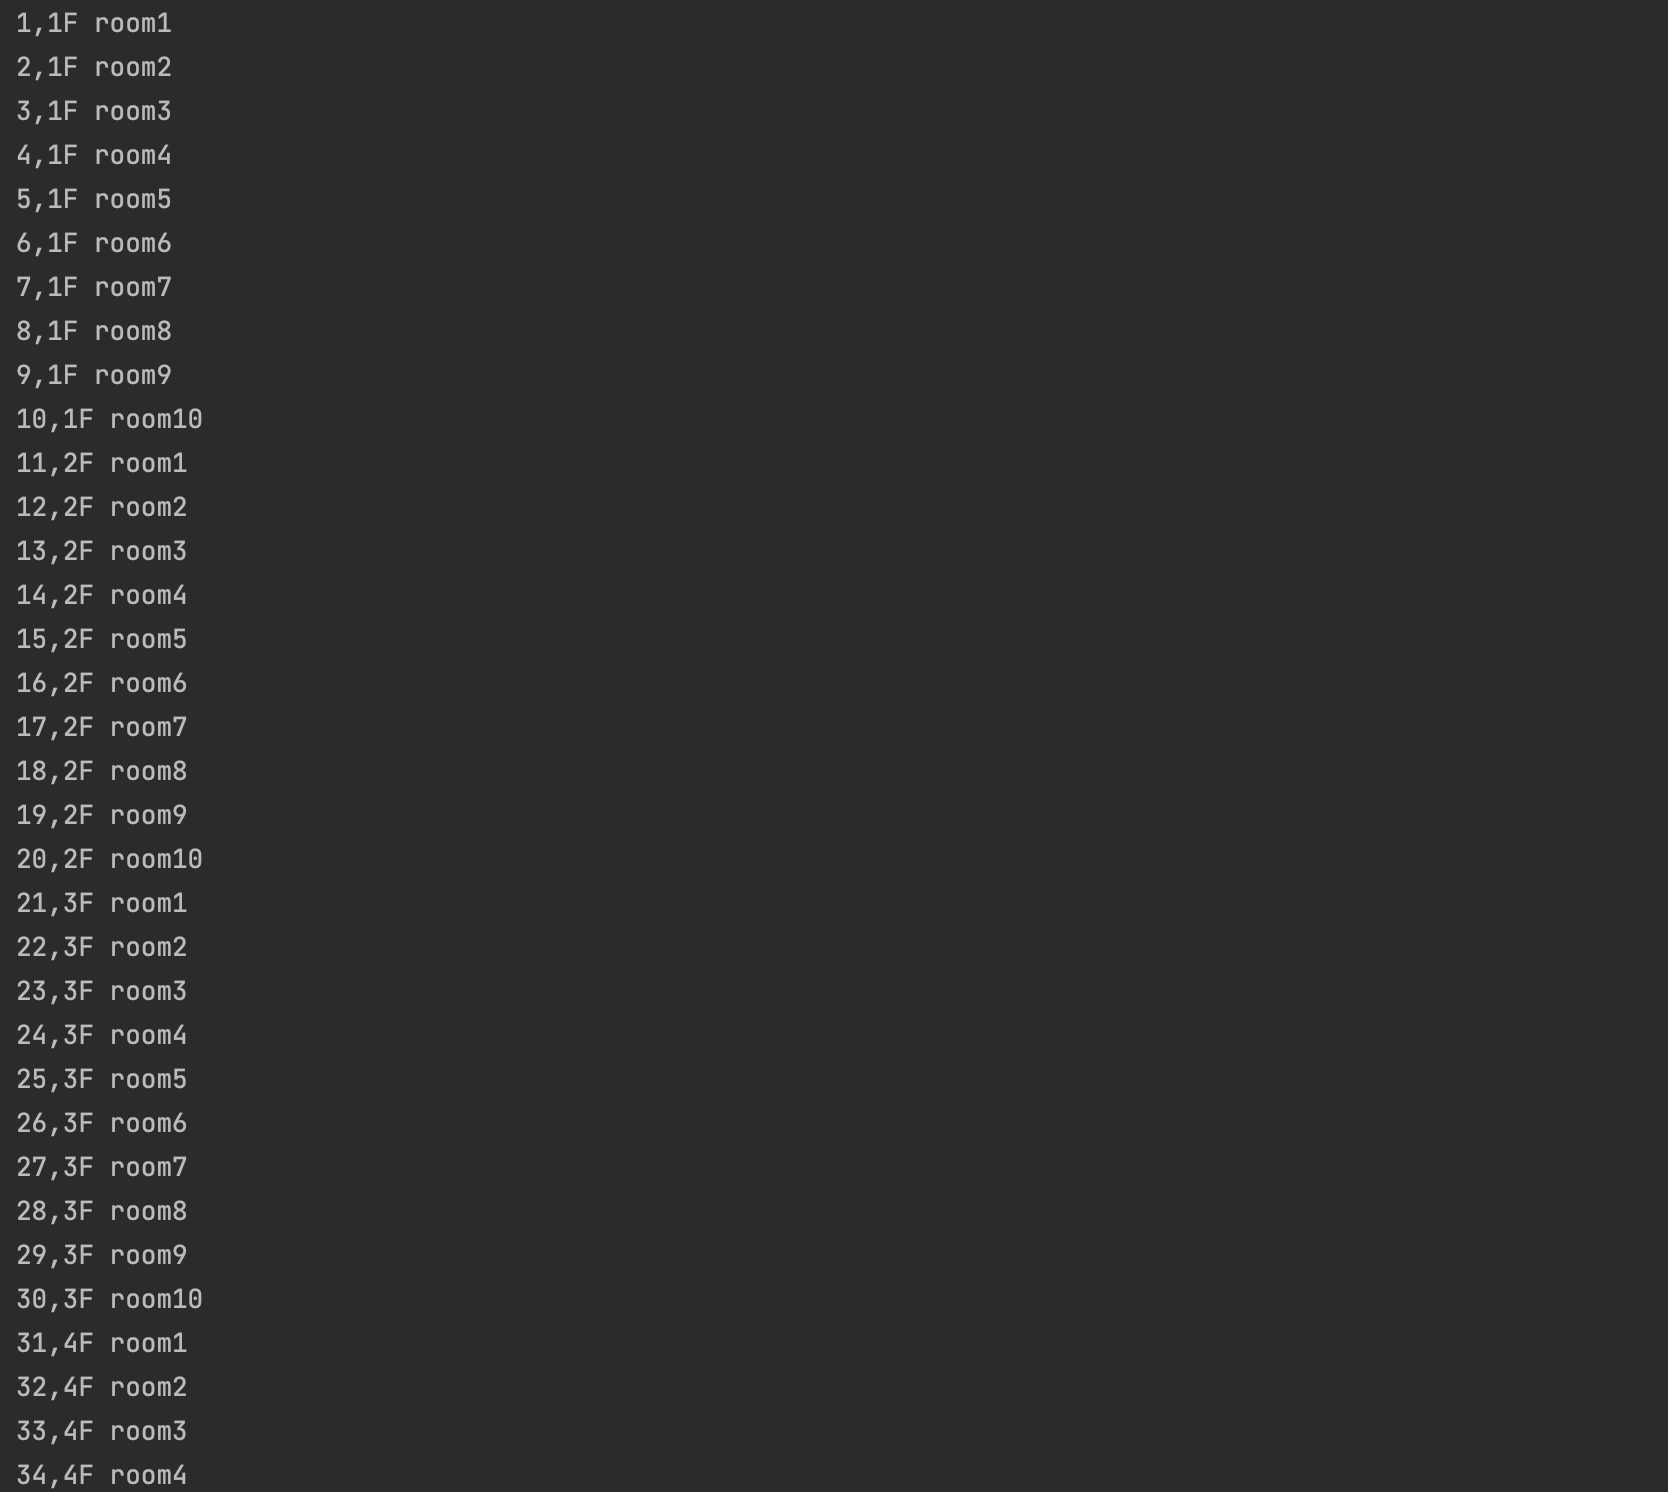 1,1F room1
2,1F room2
3,1F room3
4,1F room4
5,1F room5
6,1F room6
7,1F room7
8,1F room8
9,1F room9
10,1F room10
11,2F room1
12,2F room2
13,2F room3
14,2F room4
15,2F room5
16,2F room6
17,2F room7
18,2F room8
19,2F room9
20,2F room10
21,3F room1
22,3F room2
23,3F room3
24,3F room4
25,3F room5
26,3F room6
27,3F room7
28,3F room8
29,3F room9
30,3F room10
31,4F room1
32,4F room2
33,4F room3
34,4F room4